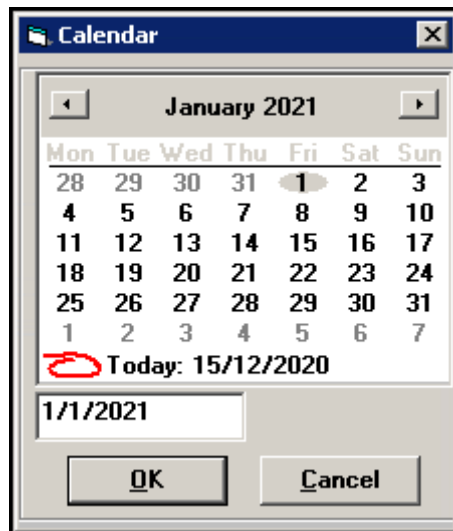 Calendar
January 2021
Mon Tue Wed Thu Fri Sat Sun
28 29 30 31 1 2 3
4 5 6 7 8 9 10
11 12 13 14 15 16 17
18 19 20 21 22 23 24
25 26 27 28 29 30 31
1 2 3 4 5 6 7
Today: 15/12/2020
1/1/2021
OK Cancel